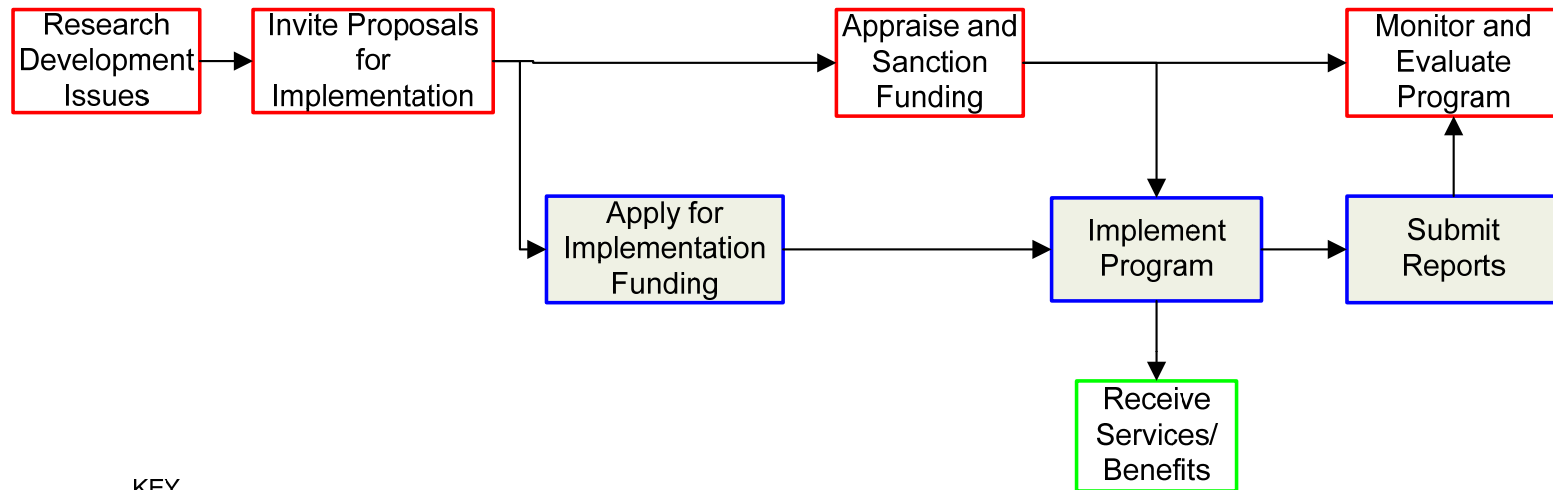 Research
Development
Issues
Invite Proposals
for
Implementation
Appraise and
Sanction
Funding
Monitor and
Evaluate
Program
Apply for
Implementation
Funding
Implement
Program
Submit
Reports
Receive
Services/
Benefits
KEY